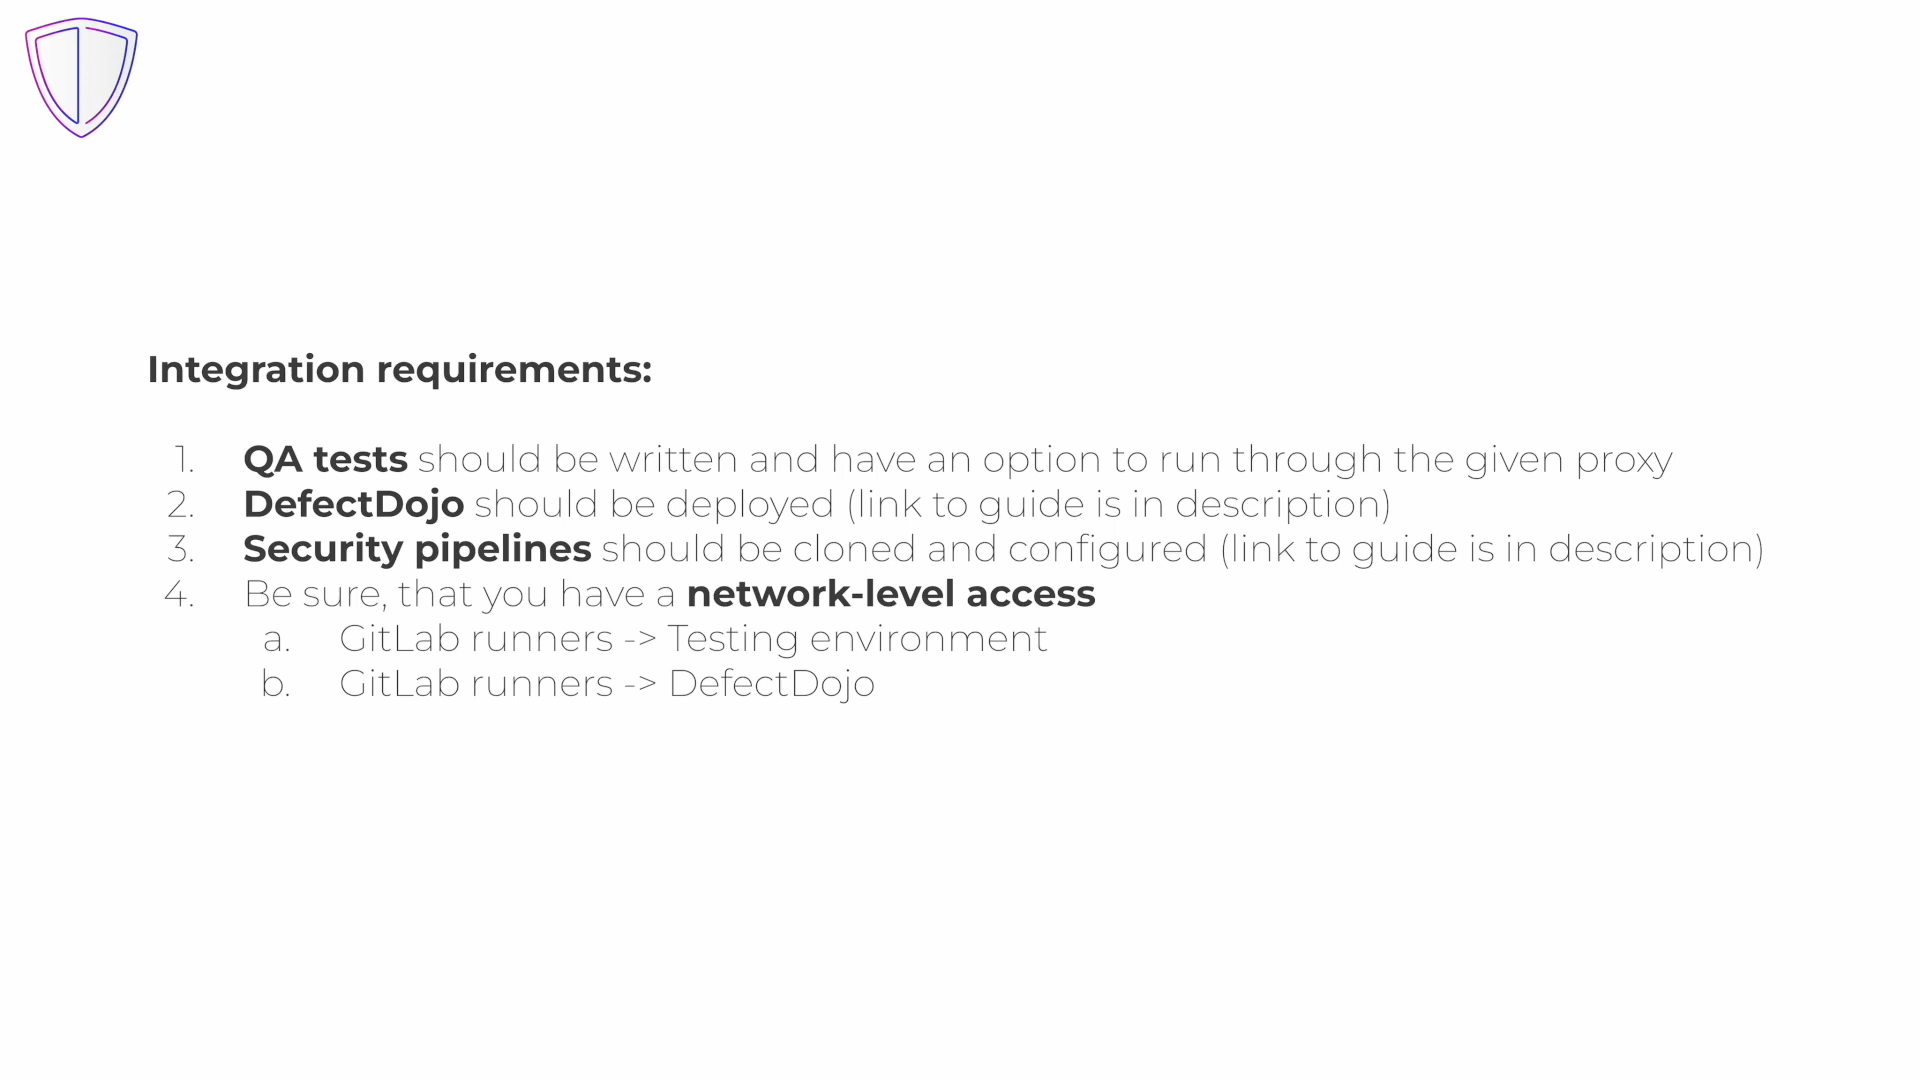 Integration requirements:
1. QA tests should be written and have an option to run through the given proxy
2. DefectDojo should be deployed (link to guide is in description)
3. Security pipelines should be cloned and configured (link to guide is in description)
4. Be sure, that you have a network-level access
a. GitLab runners -> Testing environment
b. GitLab runners -> DefectDojo